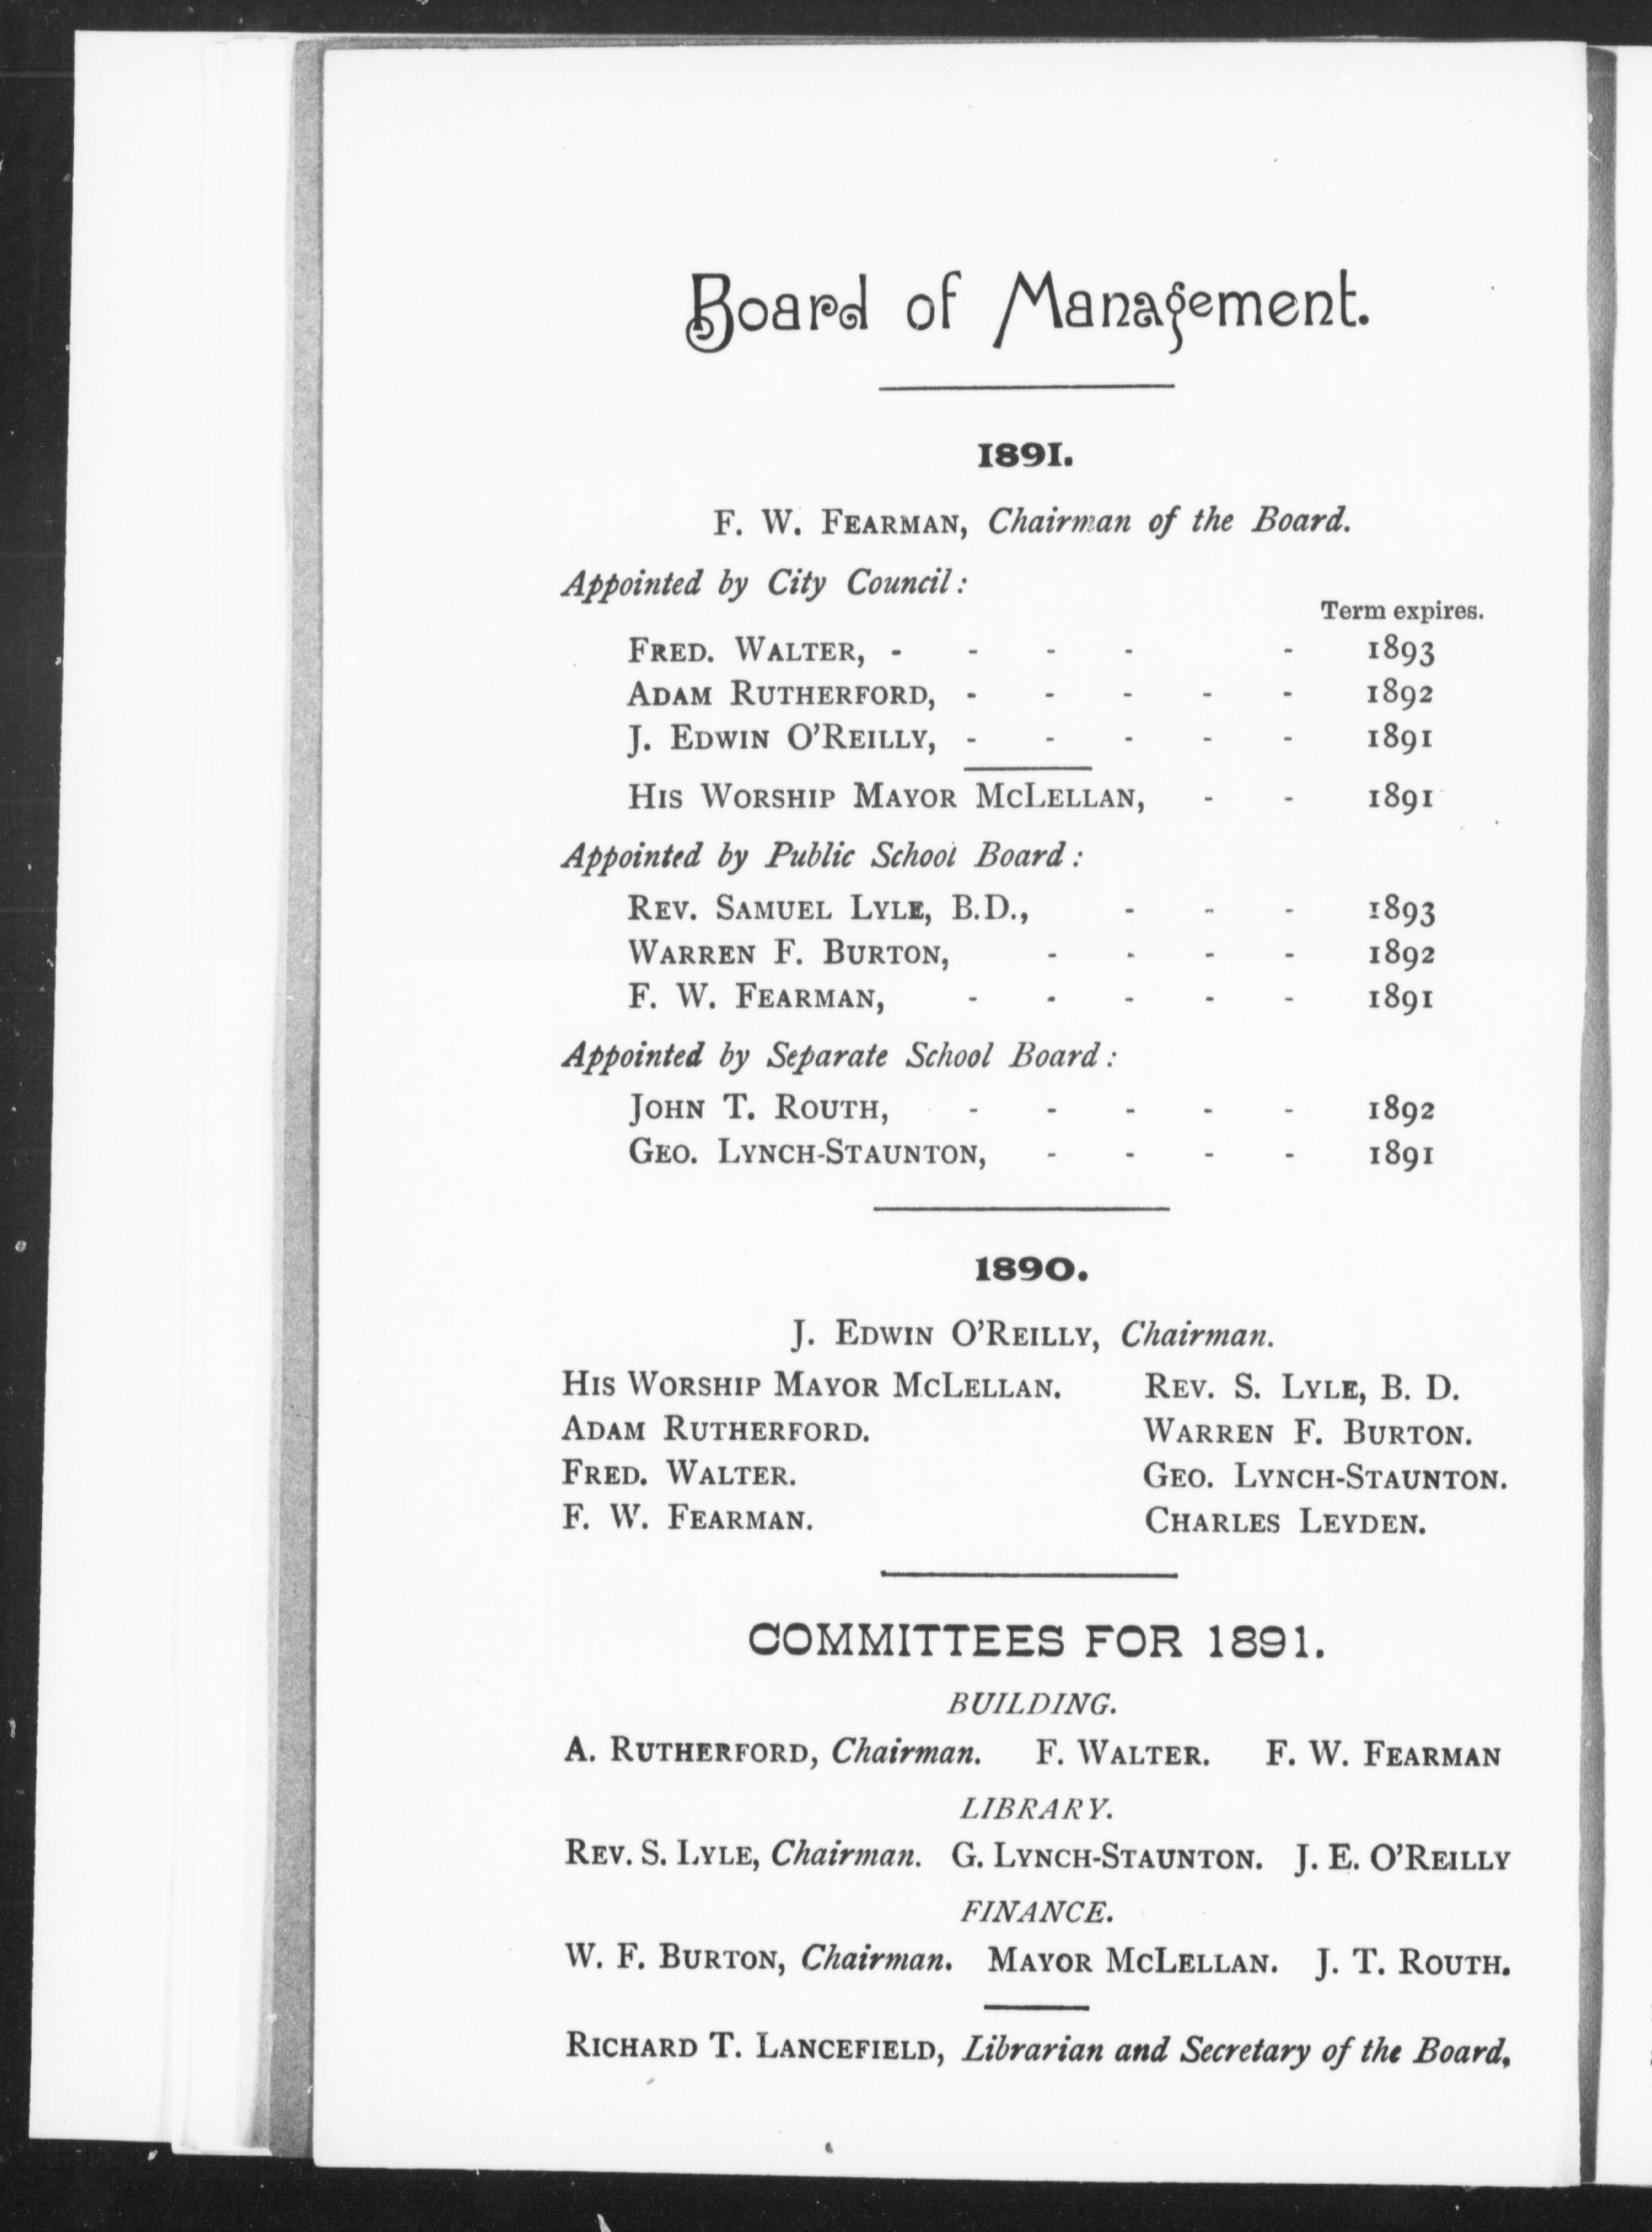 Board of Management.
1891.
F. W. FEARMAN, Chairman of the Board.
Appointed by City Council:
Term expires.
FRED. WALTER, - - - - - 1893
ADAM RUTHERFORD, - - - - - 1892
J. EDWIN O'REILLY, - - - - - 1891
HIS WORSHIP MAYOR MCLELLAN, - - 1891
Appointed by Public School Board:
REV. SAMUEL LYLE, B.D., - - - 1893
WARREN F. BURTON, - - - - 1892
F. W. FEARMAN, - - - - - 1891
Appointed by Separate School Board:
JOHN T. ROUTH, - - - - - 1892
GEO. LYNCH-STAUNTON, - - - - 1891
1890.
J. EDWIN O'REILLY, Chairman.
HIS WORSHIP MAYOR MCLELLAN. REV. S. LYLE, B. D.
ADAM RUTHERFORD. WARREN F. BURTON.
FRED. WALTER. GEO. LYNCH-STAUNTON.
F. W. FEARMAN. CHARLES LEYDEN.
COMMITTEES FOR 1891.
BUILDING.
A. RUTHERFORD, Chairman. F. WALTER. F. W. FEARMAN
LIBRARY.
REV. S. LYLE, Chairman. G. LYNCH-STAUNTON. J. E. O'REILLY
FINANCE.
W. F. BURTON, Chairman. MAYOR MCLELLAN. J. T. ROUTH.
RICHARD T. LANCEFIELD, Librarian and Secretary of the Board,